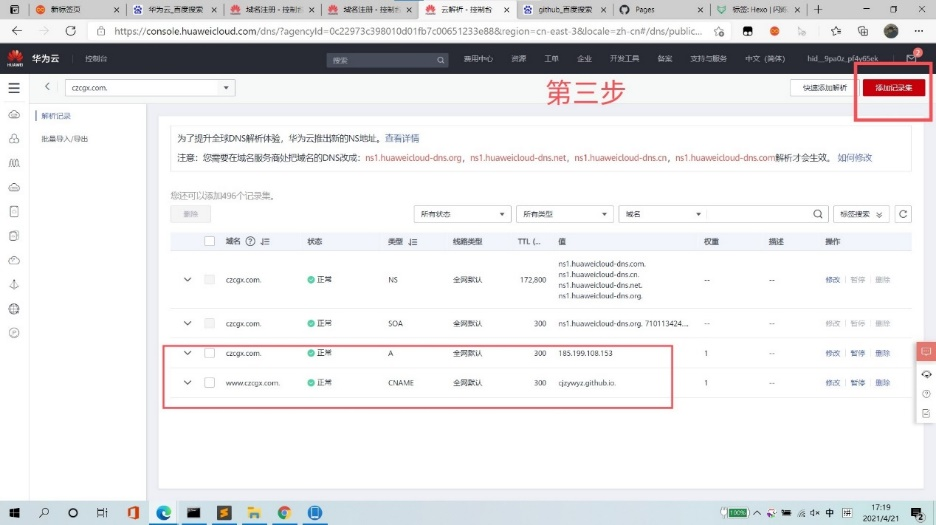 新标签页
华为云_百度搜索
域名注册 - 控制台
域名注册 - 控制台
云解析 - 控制台
github_百度搜索
Pages
标签: Hexo | 闪烁
https://console.huaweicloud.com/dns/?agencyId=0c22973c398010d01fb7c00651233e88&region=cn-east-3&locale=zh-cn#/dns/public...
华为云
控制台
搜索
费用中心
资源
工单
企业
开发工具
备案
支持与服务
中文（简体）
hid_9pa0z_pf4y65ek
2
czcgx.com.
第三步
快速添加解析
添加记录集
解析记录
批量导入/导出
为了提升全球DNS解析体验，华为云推出新的NS地址。查看详情
注意：您需要在域名服务商处把域名的DNS改成：ns1.huaweicloud-dns.org，ns1.huaweicloud-dns.net，ns1.huaweicloud-dns.cn，ns1.huaweicloud-dns.com解析才会生效。 如何修改
您还可以添加496个记录集。
删除
所有状态
所有类型
域名
标签搜索
域名 状态 类型 线路类型 TTL (... 值 权重 描述 操作
czcgx.com. 正常 NS 全网默认 172,800 ns1.huaweicloud-dns.com.
ns1.huaweicloud-dns.cn.
ns1.huaweicloud-dns.net.
ns1.huaweicloud-dns.org.
-- -- 修改 暂停 删除
czcgx.com. 正常 SOA 全网默认 300 ns1.huaweicloud-dns.org. 710113424... -- -- 修改 暂停 删除
czcgx.com. 正常 A 全网默认 300 185.199.108.153 1 -- 修改 暂停 删除
www.czcgx.com. 正常 CNAME 全网默认 300 cjzywyz.github.io. 1 -- 修改 暂停 删除
100%
中
17:19
2021/4/21
2